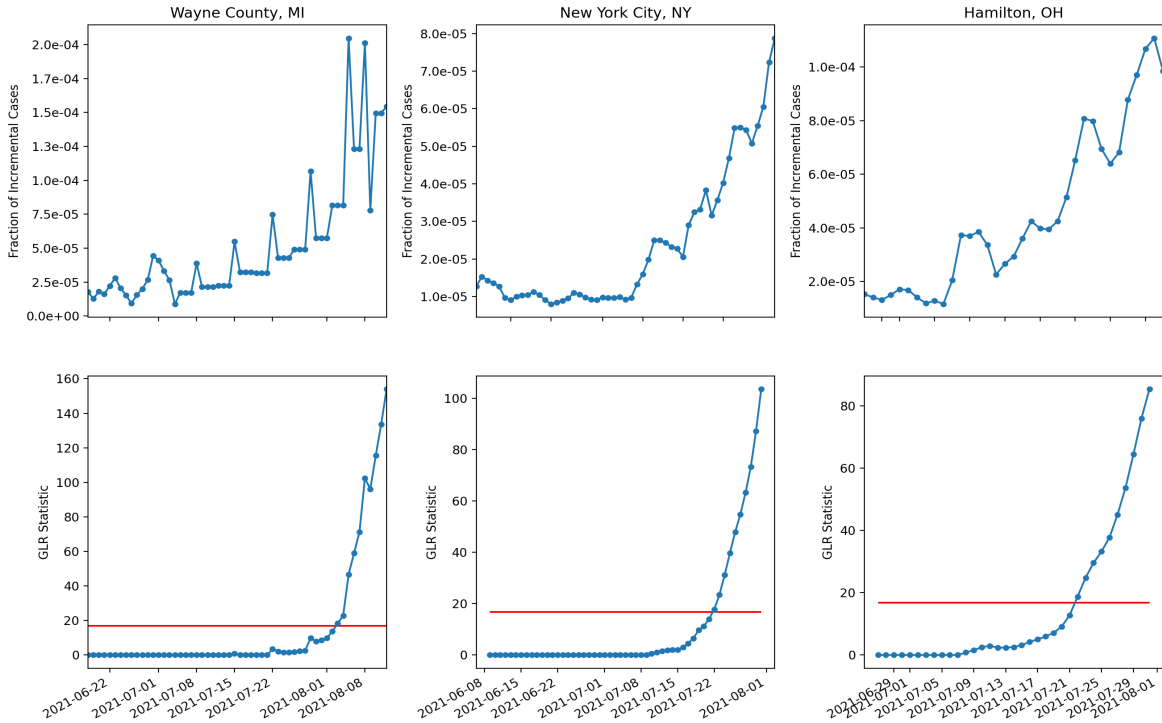 Wayne County, MI
New York City, NY
Hamilton, OH
Fraction of Incremental Cases
2.0e-04
1.7e-04
1.5e-04
1.3e-04
1.0e-04
7.5e-05
5.0e-05
2.5e-05
0.0e+00
Fraction of Incremental Cases
8.0e-05
7.0e-05
6.0e-05
5.0e-05
4.0e-05
3.0e-05
2.0e-05
1.0e-05
Fraction of Incremental Cases
1.0e-04
8.0e-05
6.0e-05
4.0e-05
2.0e-05
GLR Statistic
160
140
120
100
80
60
40
20
0
GLR Statistic
100
80
60
40
20
0
GLR Statistic
80
60
40
20
0
2021-06-22
2021-07-01
2021-07-08
2021-07-15
2021-07-22
2021-08-01
2021-08-08
2021-06-08
2021-06-15
2021-06-22
2021-07-01
2021-07-08
2021-07-15
2021-07-22
2021-08-01
2021-06-29
2021-07-01
2021-07-05
2021-07-09
2021-07-13
2021-07-17
2021-07-21
2021-07-25
2021-07-29
2021-08-01